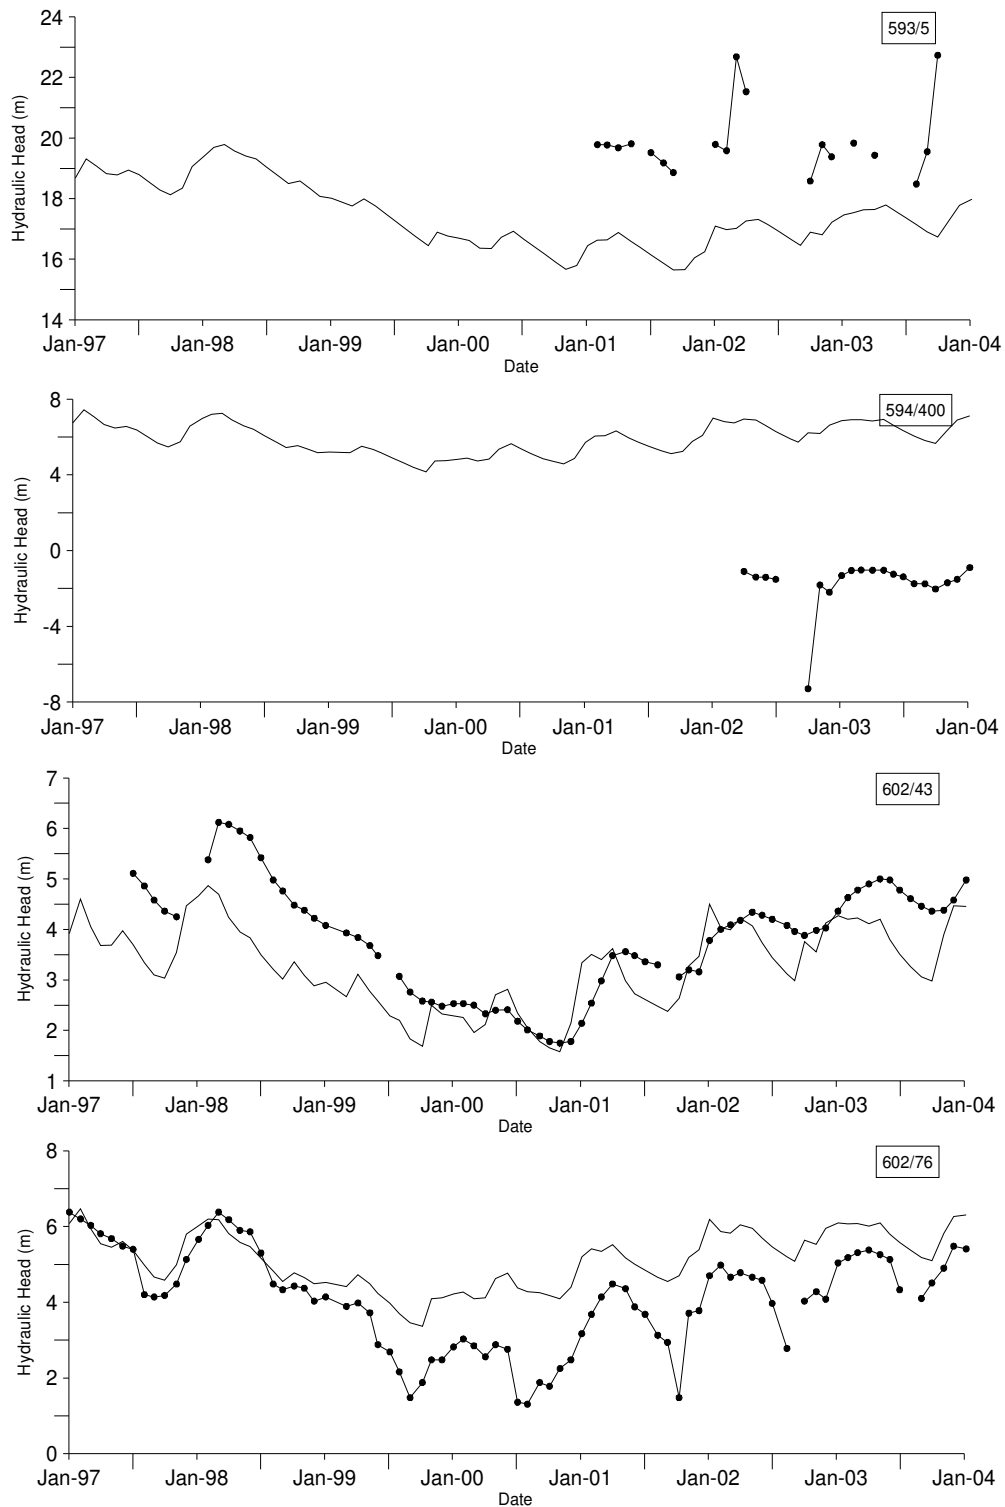 24
593/5
22
20
18
16
14
Hydraulic Head (m)
Jan-97 Jan-98 Jan-99 Jan-00 Jan-01 Jan-02 Jan-03 Jan-04
Date
8
594/400
4
0
-4
-8
Hydraulic Head (m)
Jan-97 Jan-98 Jan-99 Jan-00 Jan-01 Jan-02 Jan-03 Jan-04
Date
7
602/43
6
5
4
3
2
1
Hydraulic Head (m)
Jan-97 Jan-98 Jan-99 Jan-00 Jan-01 Jan-02 Jan-03 Jan-04
Date
8
602/76
6
4
2
0
Hydraulic Head (m)
Jan-97 Jan-98 Jan-99 Jan-00 Jan-01 Jan-02 Jan-03 Jan-04
Date